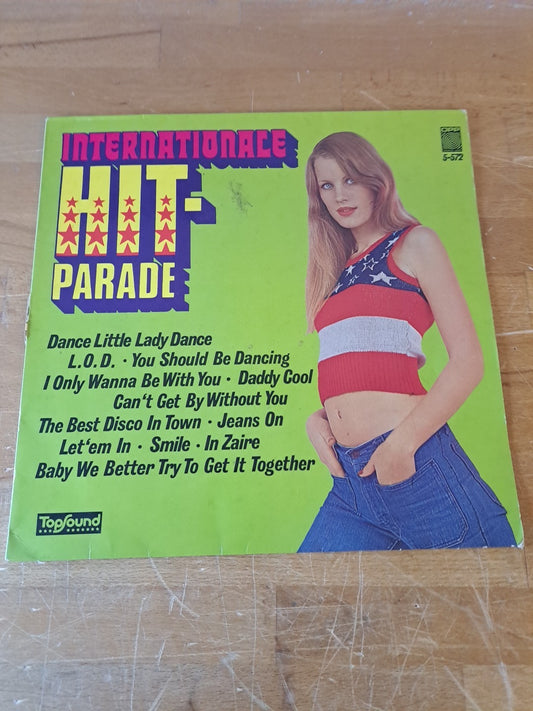 INTERNATIONALE
HIT-
PARADE
OPP
5-572
Dance Little Lady Dance
L.O.D. · You Should Be Dancing
I Only Wanna Be With You · Daddy Cool
Can't Get By Without You
The Best Disco In Town · Jeans On
Let'em In · Smile · In Zaire
Baby We Better Try To Get It Together
TopSound